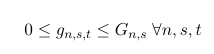 0 ≤ g_{n,s,t} ≤ G_{n,s} ∀n, s, t